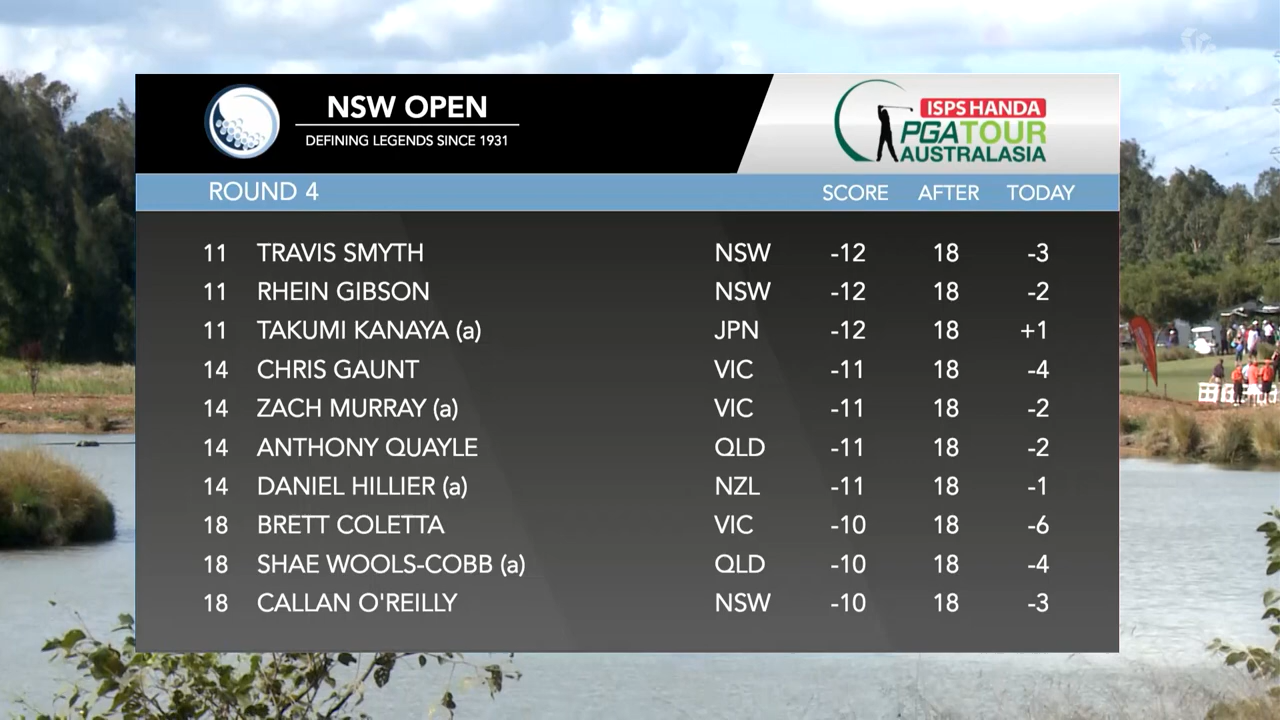 NSW OPEN
DEFINING LEGENDS SINCE 1931
ISPS HANDA
PGA TOUR
AUSTRALASIA
ROUND 4 SCORE AFTER TODAY
11 TRAVIS SMYTH NSW -12 18 -3
11 RHEIN GIBSON NSW -12 18 -2
11 TAKUMI KANAYA (a) JPN -12 18 +1
14 CHRIS GAUNT VIC -11 18 -4
14 ZACH MURRAY (a) VIC -11 18 -2
14 ANTHONY QUAYLE QLD -11 18 -2
14 DANIEL HILLIER (a) NZL -11 18 -1
18 BRETT COLETTA VIC -10 18 -6
18 SHAE WOOLS-COBB (a) QLD -10 18 -4
18 CALLAN O'REILLY NSW -10 18 -3